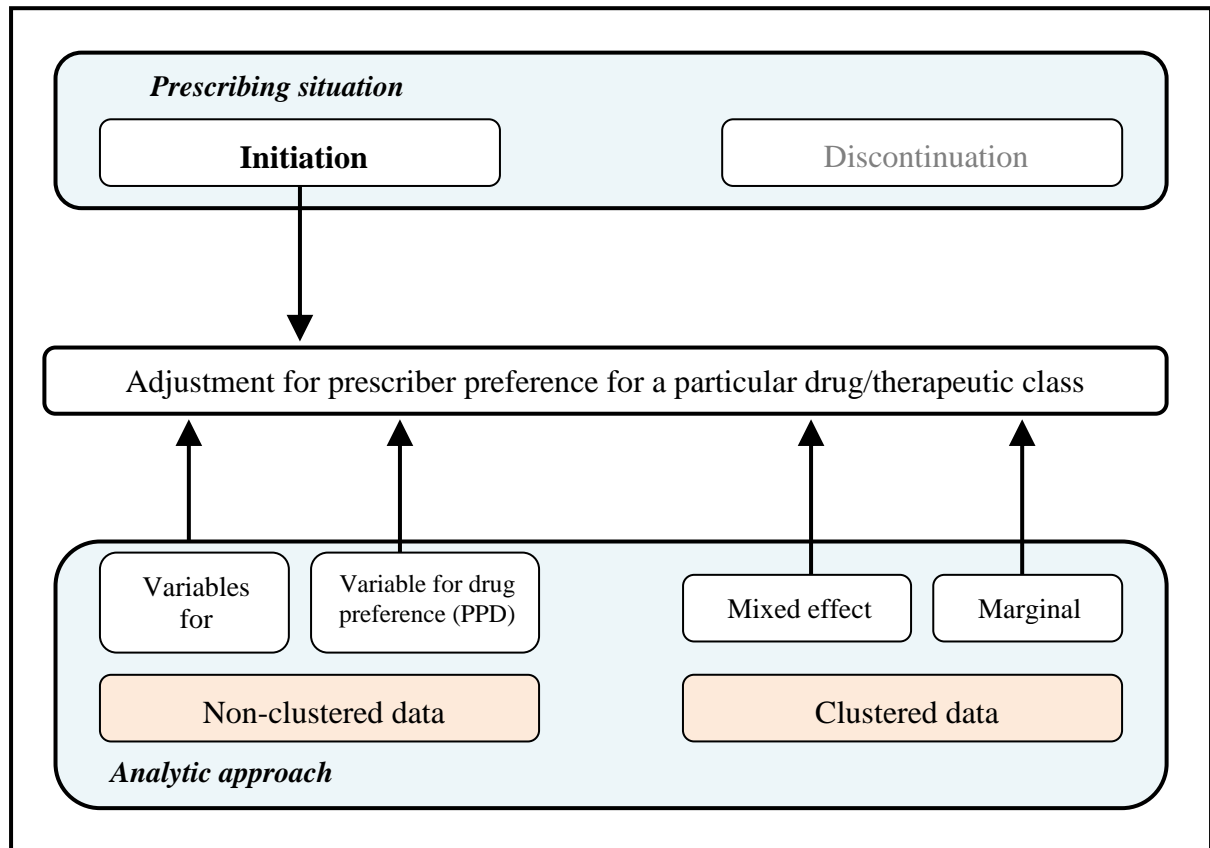 Prescribing situation
Initiation
Discontinuation
Adjustment for prescriber preference for a particular drug/therapeutic class
Variables
for
Variable for drug
preference (PPD)
Mixed effect
Marginal
Non-clustered data
Clustered data
Analytic approach